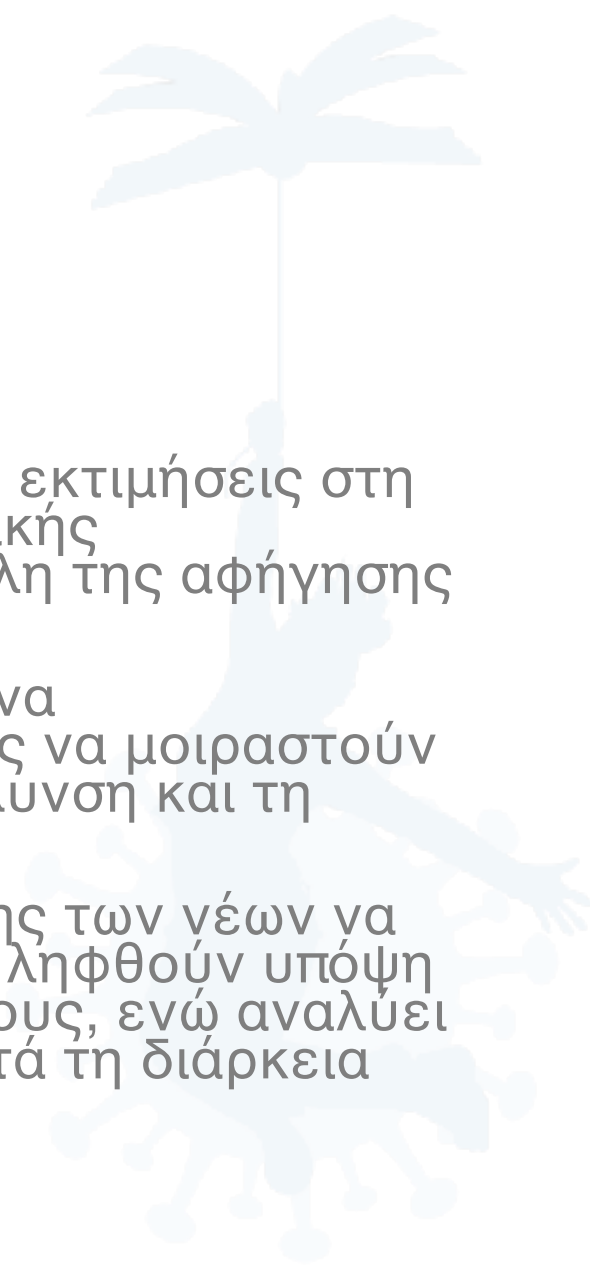 εκτιμήσεις στη
ικής
λη της αφήγησης
να
ς να μοιραστούν
υνση και τη
ης των νέων να
ληφθούν υπόψη
ους, ενώ αναλύει
τά τη διάρκεια